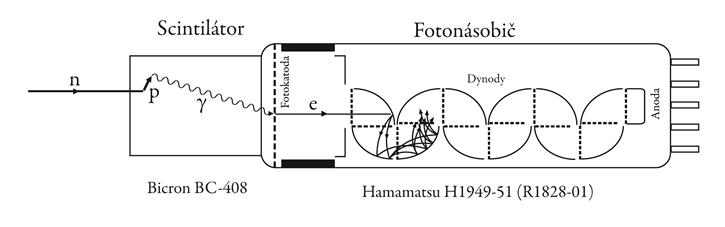 Scintilátor
Fotonásobič
n
p
γ
Fotokatoda
e
Dynody
Anoda
Bicron BC-408
Hamamatsu H1949-51 (R1828-01)